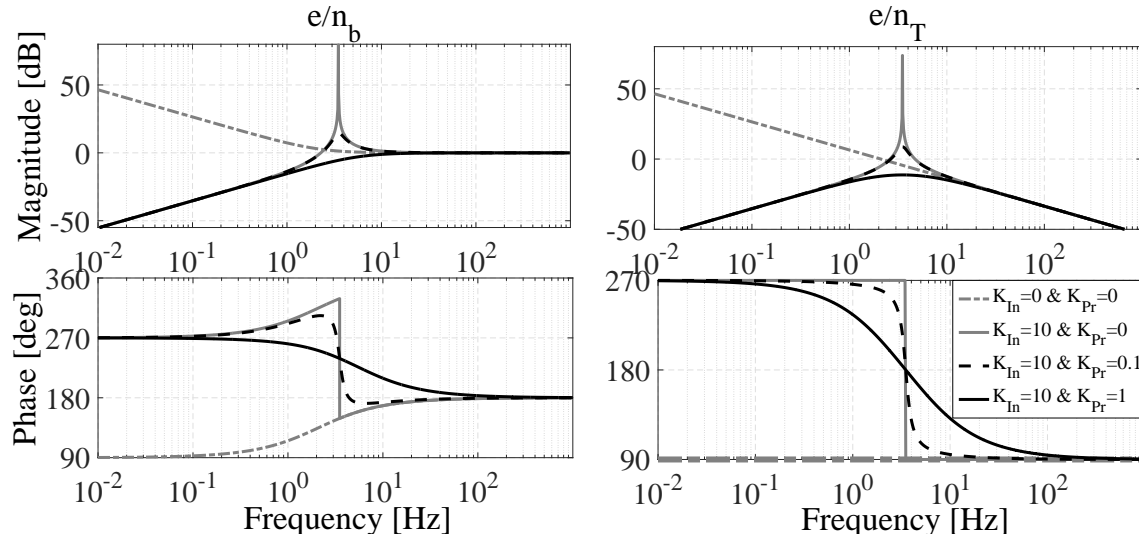 e/n_b
e/n_T
Magnitude [dB]
50
0
-50
10^-2 10^-1 10^0 10^1 10^2
50
0
-50
10^-2 10^-1 10^0 10^1 10^2
Phase [deg]
360
270
180
90
10^-2 10^-1 10^0 10^1 10^2
Frequency [Hz]
270
180
90
10^-2 10^-1 10^0 10^1 10^2
Frequency [Hz]
K_In=0 & K_Pr=0
K_In=10 & K_Pr=0
K_In=10 & K_Pr=0.1
K_In=10 & K_Pr=1